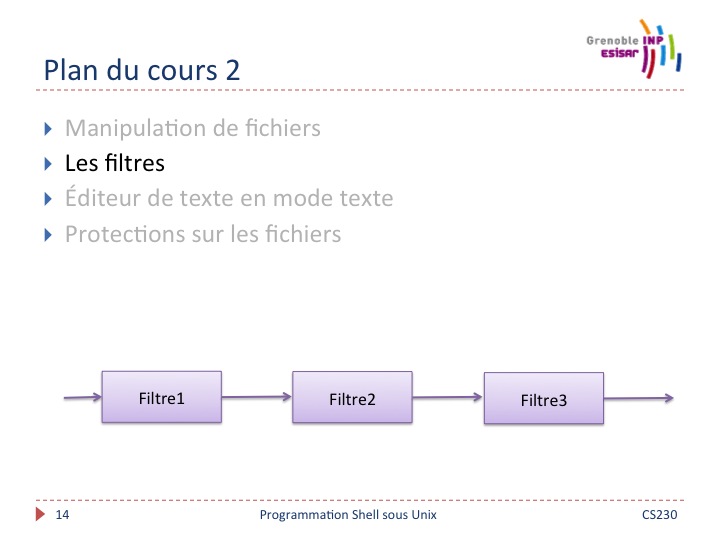 Grenoble INP
ESISAR
Plan du cours 2
Manipulation de fichiers
Les filtres
Éditeur de texte en mode texte
Protections sur les fichiers
Filtre1
Filtre2
Filtre3
14
Programmation Shell sous Unix
CS230